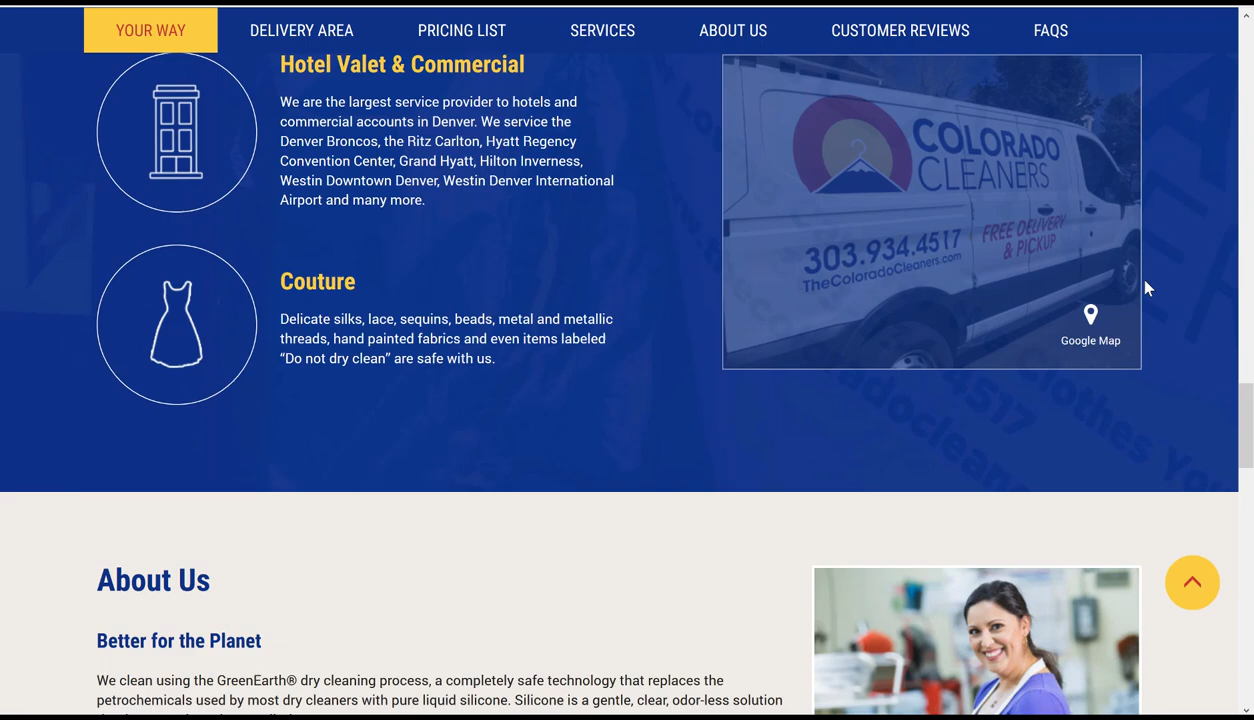 YOUR WAY DELIVERY AREA PRICING LIST SERVICES ABOUT US CUSTOMER REVIEWS FAQS
Hotel Valet & Commercial
We are the largest service provider to hotels and
commercial accounts in Denver. We service the
Denver Broncos, the Ritz Carlton, Hyatt Regency
Convention Center, Grand Hyatt, Hilton Inverness,
Westin Downtown Denver, Westin Denver International
Airport and many more.
COLORADO
CLEANERS
303.934.4517
TheColoradoCleaners.com
FREE DELIVERY
& PICKUP
Google Map
Couture
Delicate silks, lace, sequins, beads, metal and metallic
threads, hand painted fabrics and even items labeled
“Do not dry clean” are safe with us.
4517
About Us
Better for the Planet
We clean using the GreenEarth® dry cleaning process, a completely safe technology that replaces the
petrochemicals used by most dry cleaners with pure liquid silicone. Silicone is a gentle, clear, odor-less solution